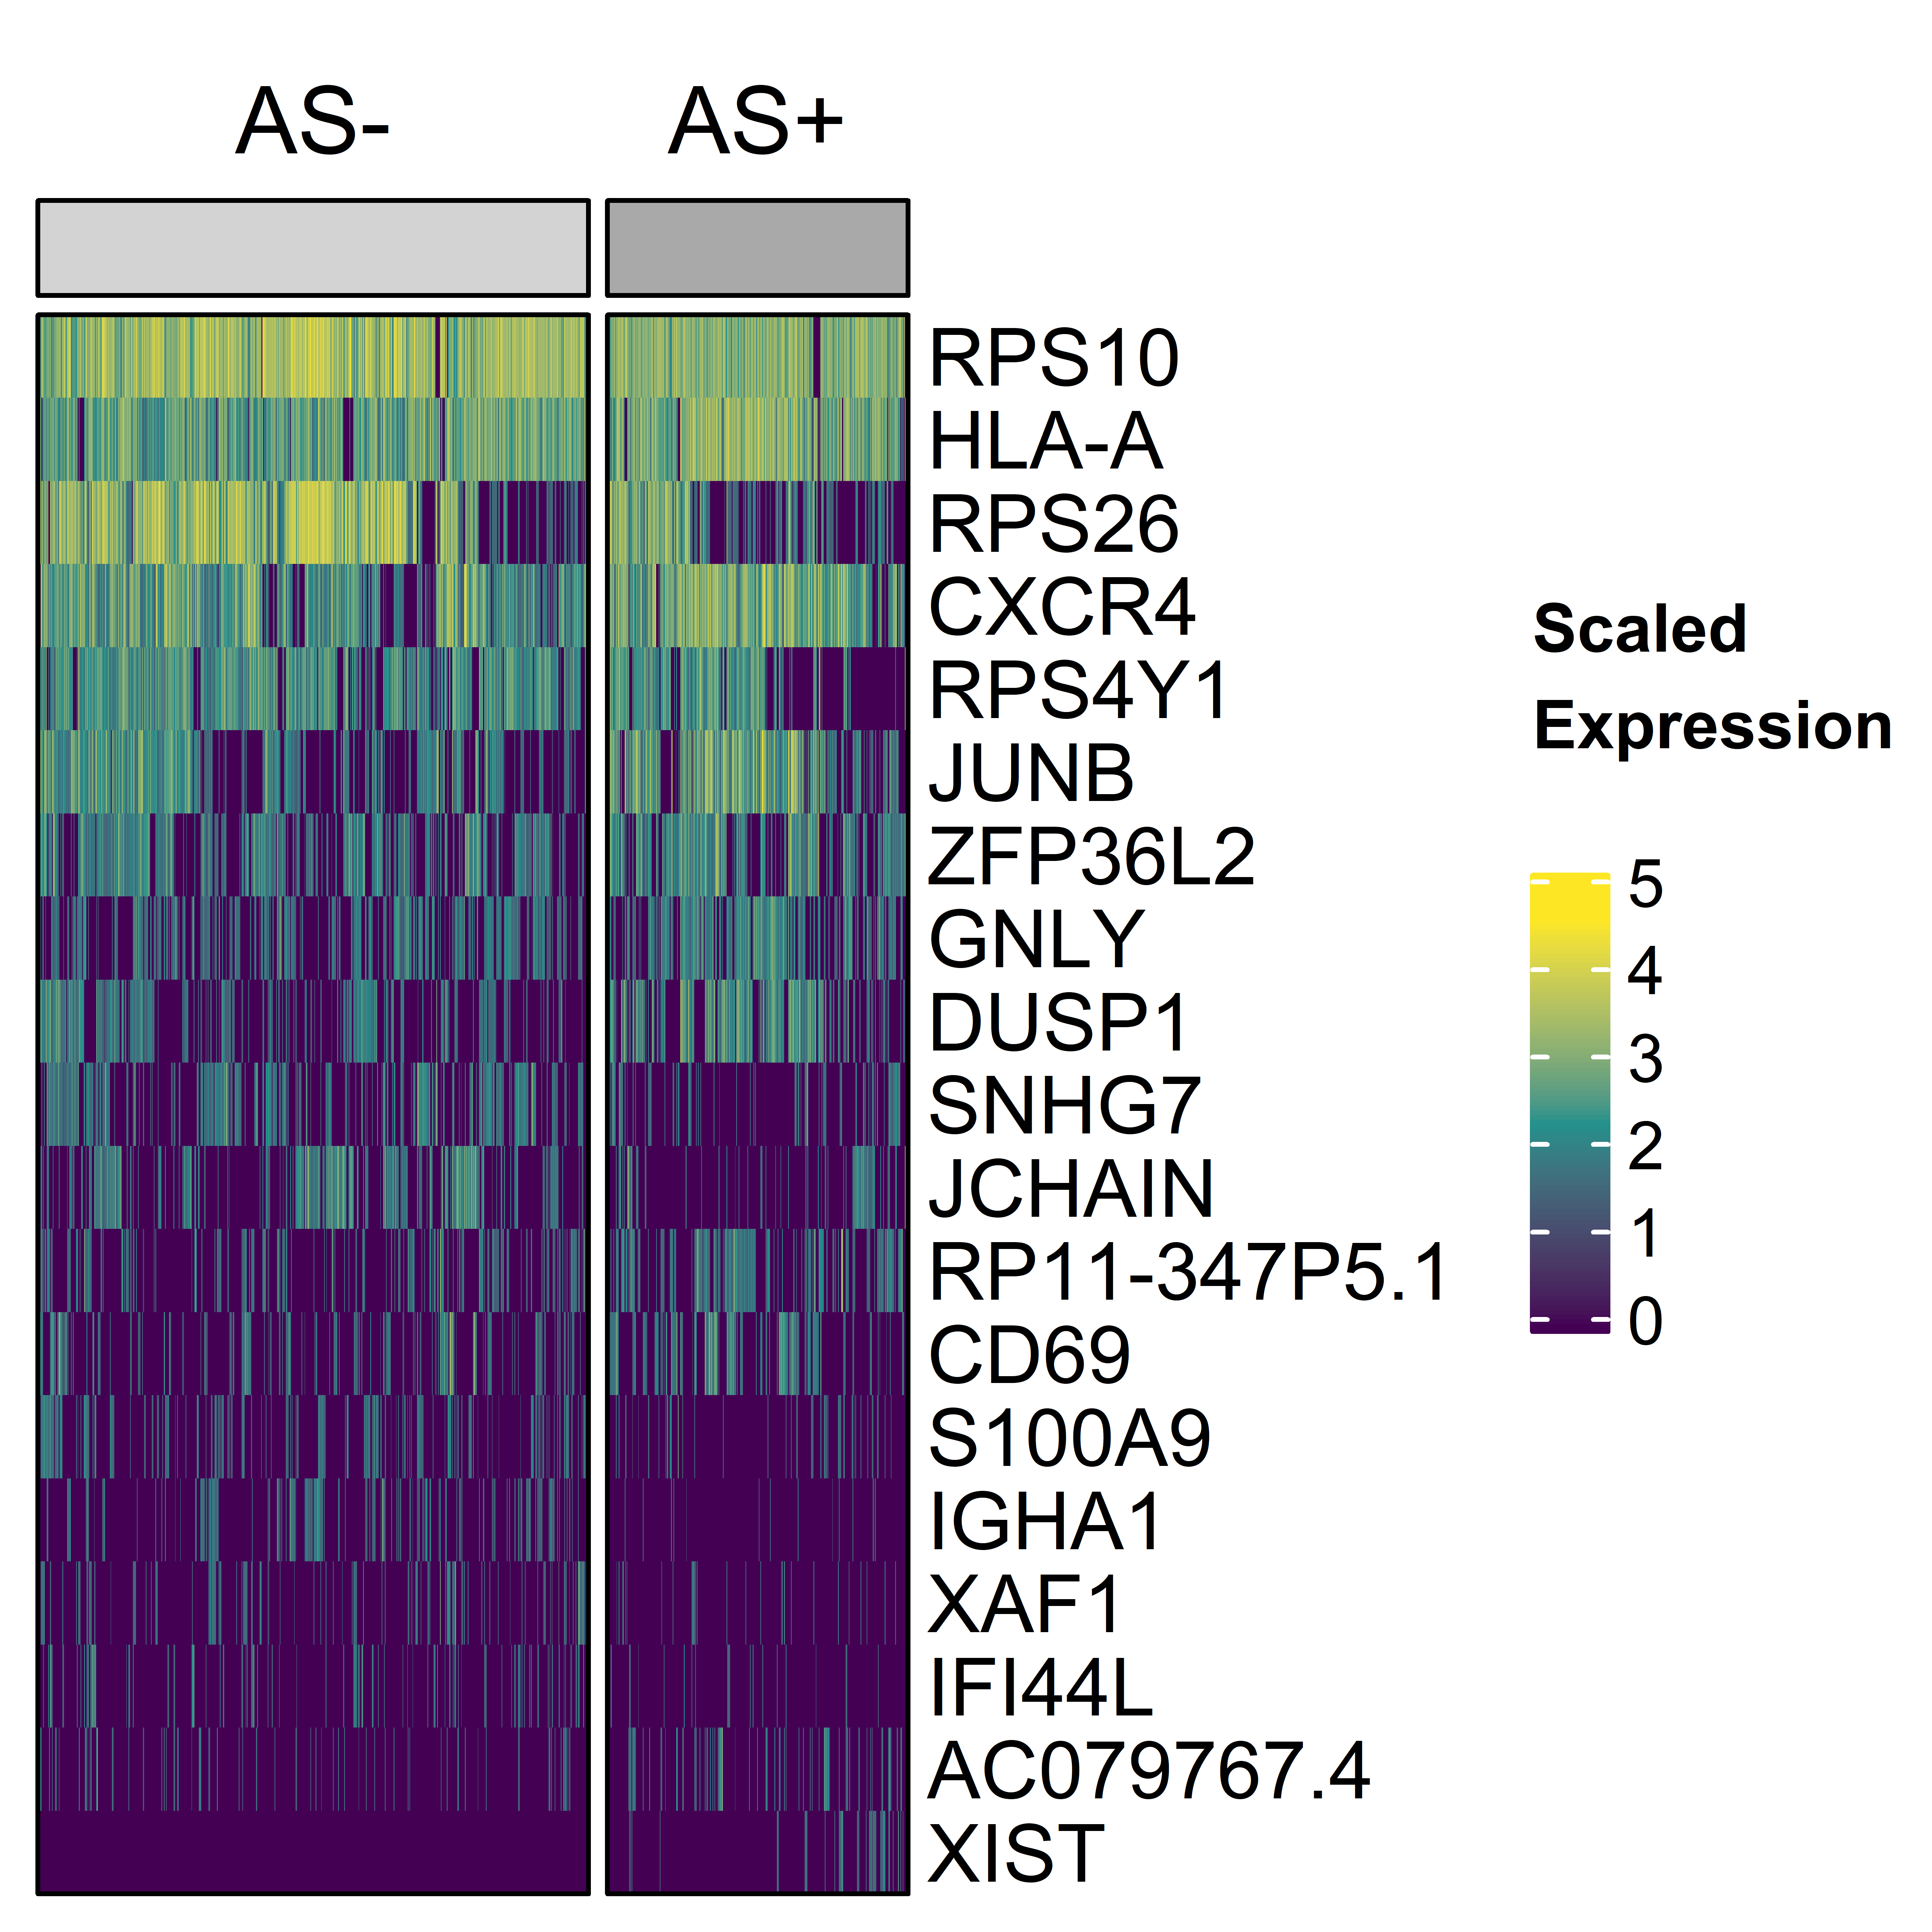 AS-
AS+
RPS10
HLA-A
RPS26
CXCR4
RPS4Y1
JUNB
ZFP36L2
GNLY
DUSP1
SNHG7
JCHAIN
RP11-347P5.1
CD69
S100A9
IGHA1
XAF1
IFI44L
AC079767.4
XIST
Scaled
Expression
5
4
3
2
1
0